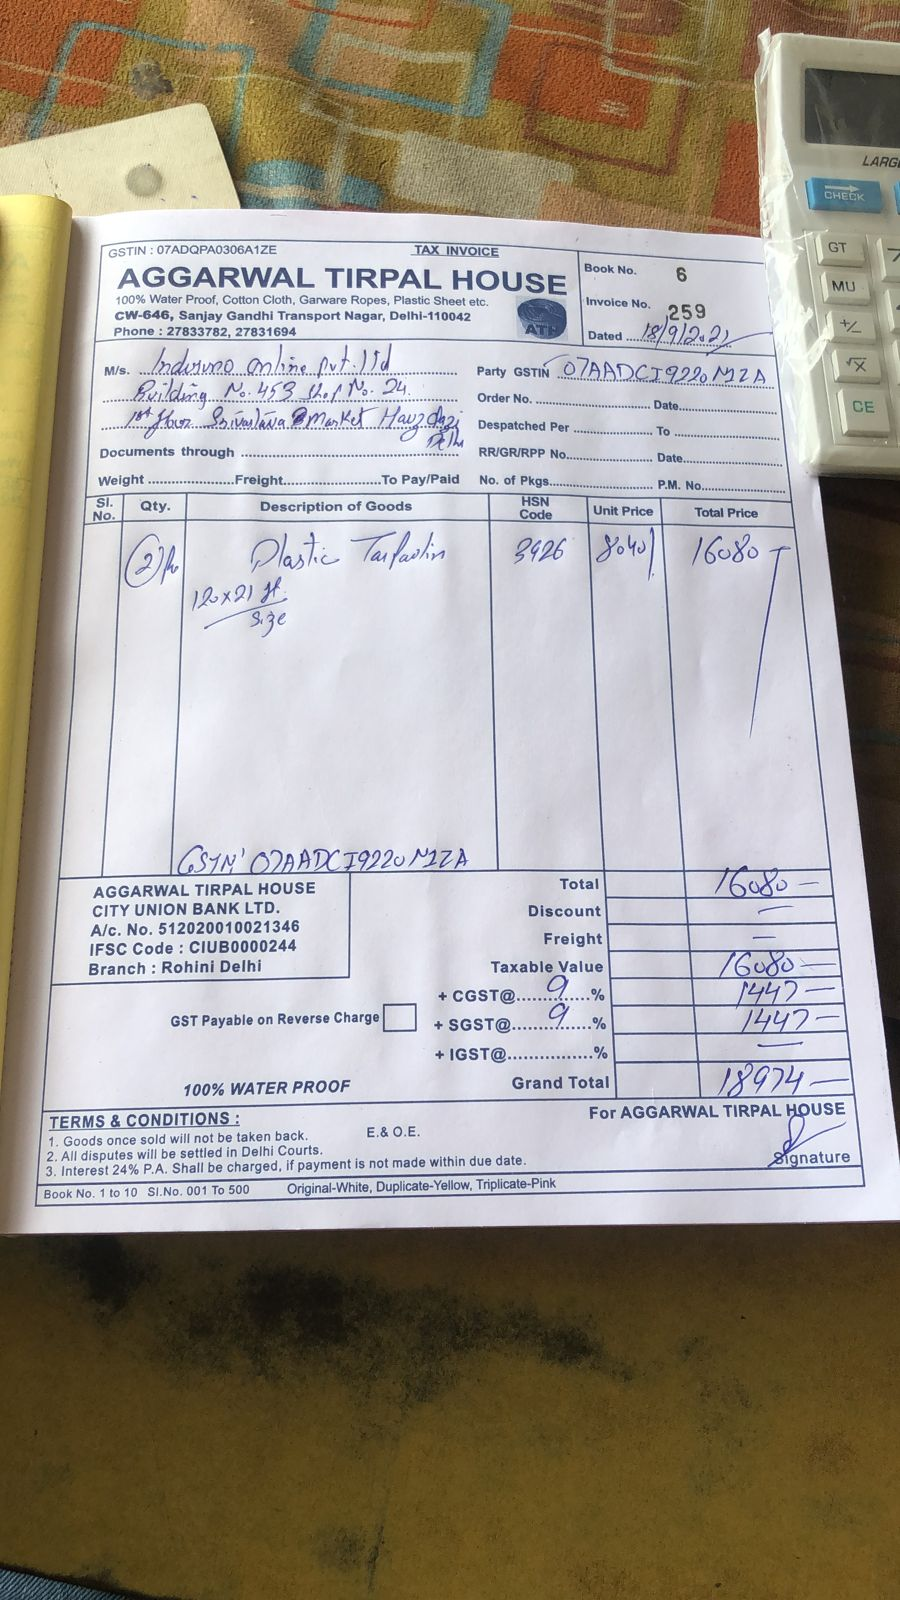 GSTIN : 07ADQPA0306A1ZE
TAX INVOICE
AGGARWAL TIRPAL HOUSE
100% Water Proof, Cotton Cloth, Garware Ropes, Plastic Sheet etc.
CW-646, Sanjay Gandhi Transport Nagar, Delhi-110042
Phone : 27833782, 27831694
ATH
Book No. 6
Invoice No. 259
Dated 18/9/2021
M/s. online Pvt. Ltd
Building No. 453 Shop No. 24.
1st floor Market Hauz Qazi
Delhi
Documents through
Weight Freight To Pay/Paid
Party GSTIN 07AADCI9220M1ZA
Order No. Date
Despatched Per To
RR/GR/RPP No. Date
No. of Pkgs. P.M. No.
Sl. No. Qty. Description of Goods HSN Code Unit Price Total Price
2 Plastic Tarpaulin 3926 8040/ 16080
120x21 ft.
Size
GSTN' 07AADCI9220M1ZA
AGGARWAL TIRPAL HOUSE
CITY UNION BANK LTD.
A/c. No. 512020010021346
IFSC Code : CIUB0000244
Branch : Rohini Delhi
GST Payable on Reverse Charge
100% WATER PROOF
Total 16080 —
Discount —
Freight —
Taxable Value 16080 —
+ CGST@ 9 % 1447 —
+ SGST@ 9 % 1447 —
+ IGST@ % —
Grand Total 18974 —
TERMS & CONDITIONS :
1. Goods once sold will not be taken back. E.& O.E.
2. All disputes will be settled in Delhi Courts.
3. Interest 24% P.A. Shall be charged, if payment is not made within due date.
For AGGARWAL TIRPAL HOUSE
Signature
Book No. 1 to 10 Sl.No. 001 To 500 Original-White, Duplicate-Yellow, Triplicate-Pink
CHECK
GT
MU
+/-
√x
CE